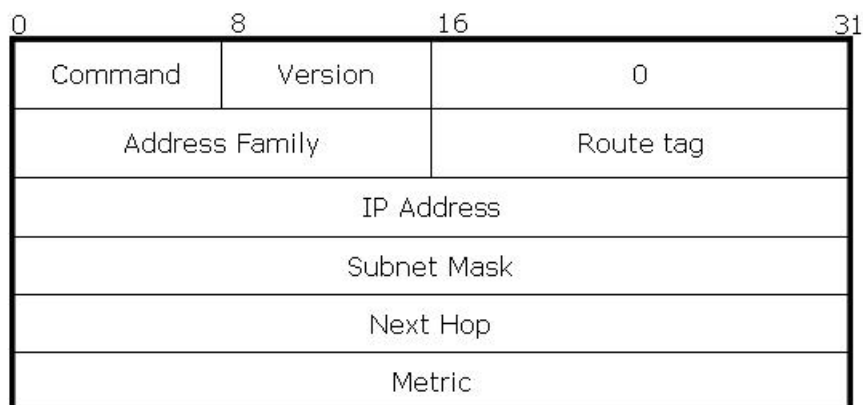 0 8 16 31
Command Version 0
Address Family Route tag
IP Address
Subnet Mask
Next Hop
Metric